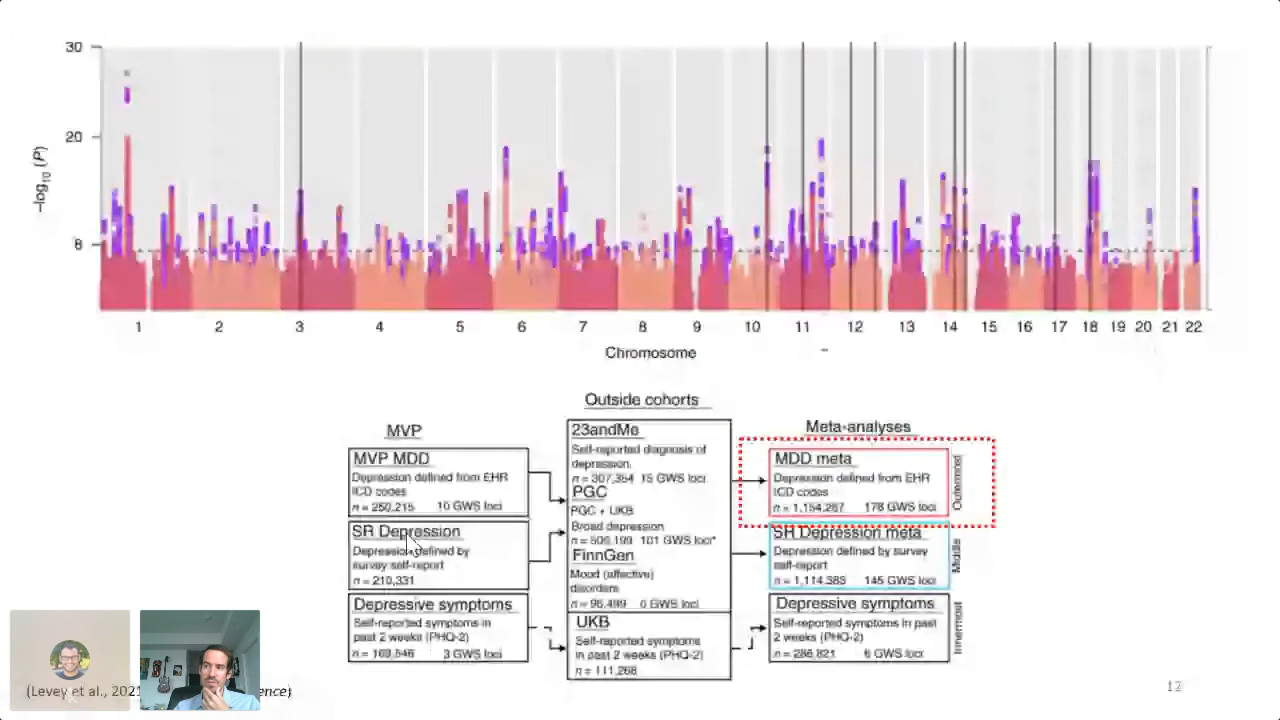 30
20
8
–log10 (P)
1 2 3 4 5 6 7 8 9 10 11 12 13 14 15 16 17 18 19 20 21 22
Chromosome
MVP
MVP MDD
Depression defined from EHR
ICD codes
n = 250,215 10 GWS loci
SR Depression
Depression defined by
survey self-report
n = 210,331
Depressive symptoms
Self-reported symptoms in
past 2 weeks (PHQ-2)
3 GWS loci
Outside cohorts
23andMe
Self-reported diagnosis of
depression
n = 307,354 15 GWS loci
PGC
PGC + UKB
Broad depression
101 GWS loci*
FinnGen
Mood (affective)
disorders
0 GWS loci
UKB
Self-reported symptoms
in past 2 weeks (PHQ-2)
n = 111,268
Meta-analyses
MDD meta
Depression defined from EHR
ICD codes
n = 1,154,267 178 GWS loci
Outermost
SR Depression meta
Depression defined by survey
self-report
145 GWS loci
Middle
Depressive symptoms
Self-reported symptoms in past
2 weeks (PHQ-2)
6 GWS loci
Innermost
(Levey et al., 2021 ence)
12